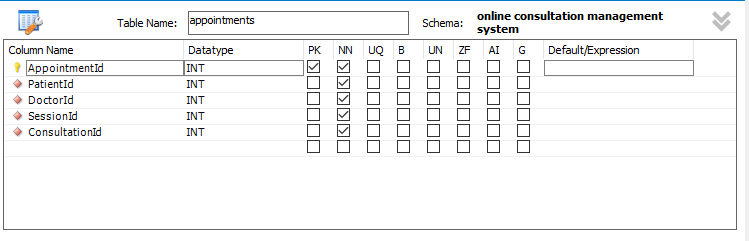 Table Name: appointments Schema: online consultation management system
Column Name Datatype PK NN UQ B UN ZF AI G Default/Expression
AppointmentId INT
PatientId INT
DoctorId INT
SessionId INT
ConsultationId INT